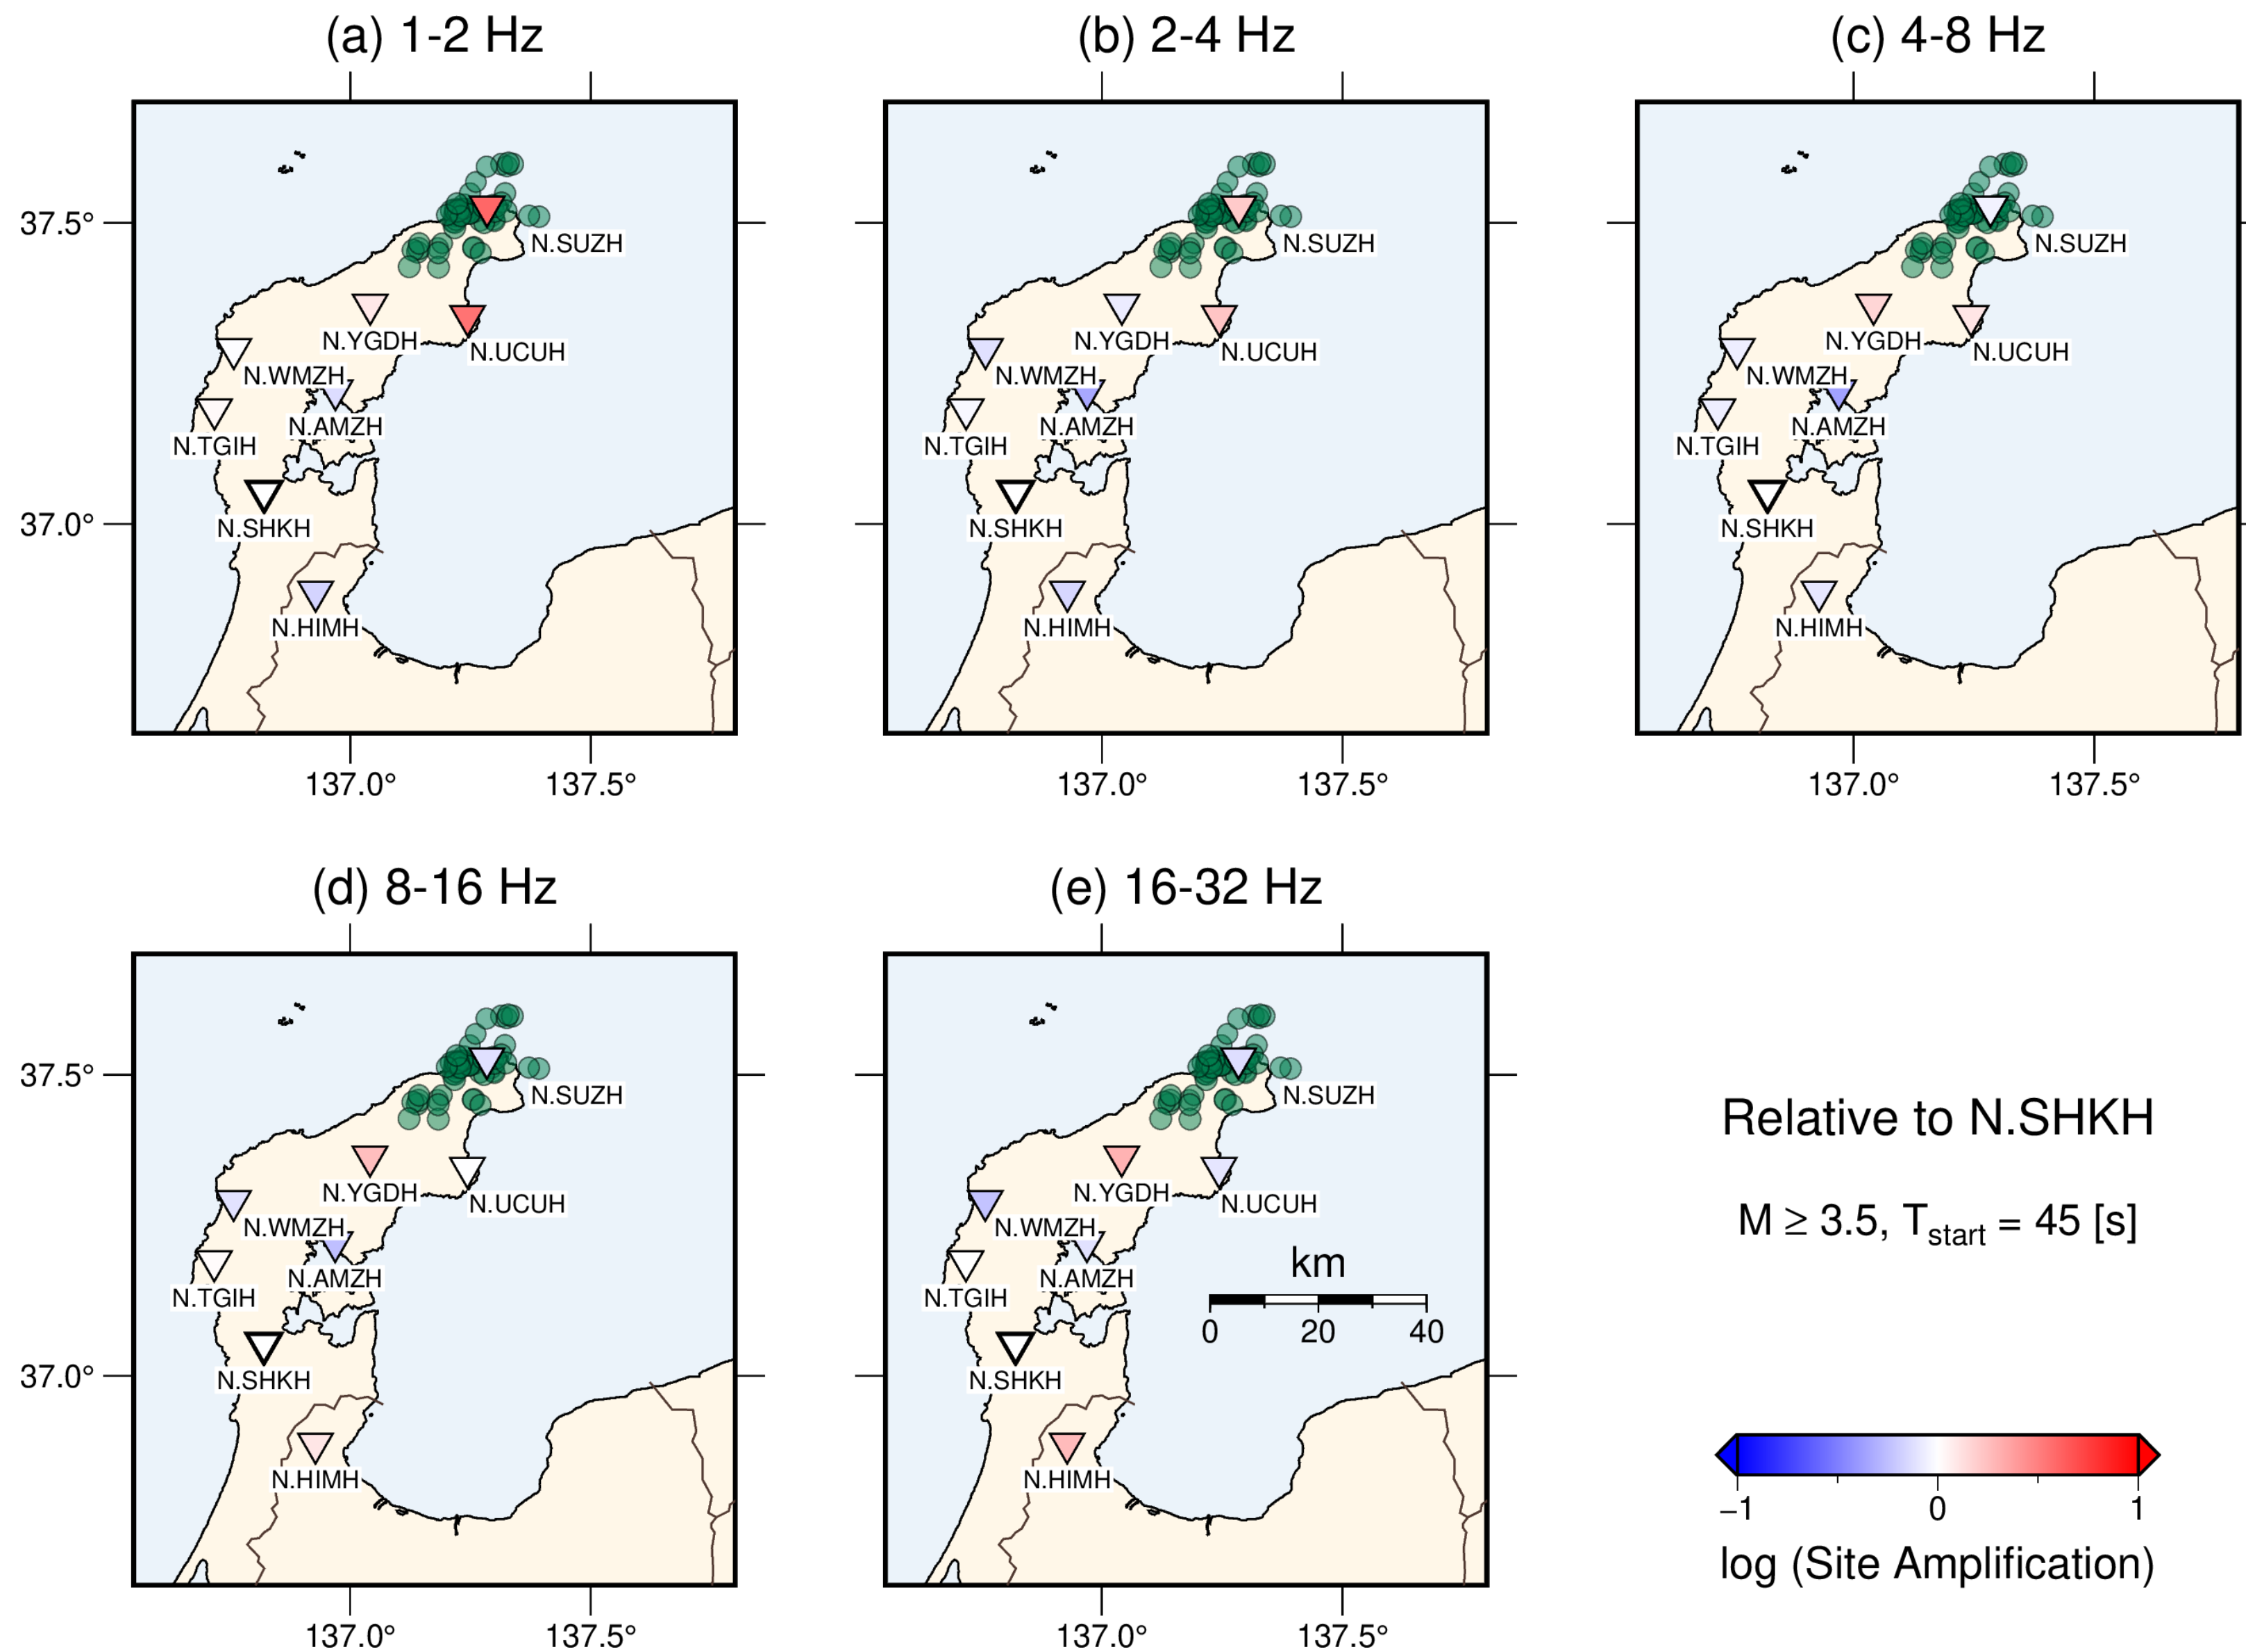 (a) 1-2 Hz
(b) 2-4 Hz
(c) 4-8 Hz
37.5°
37.0°
N.SUZH
N.YGDH
N.UCUH
N.WMZH
N.AMZH
N.TGIH
N.SHKH
N.HIMH
137.0°
137.5°
N.SUZH
N.YGDH
N.UCUH
N.WMZH
N.AMZH
N.TGIH
N.SHKH
N.HIMH
137.0°
137.5°
N.SUZH
N.YGDH
N.UCUH
N.WMZH
N.AMZH
N.TGIH
N.SHKH
N.HIMH
137.0°
137.5°
(d) 8-16 Hz
(e) 16-32 Hz
37.5°
37.0°
N.SUZH
N.YGDH
N.UCUH
N.WMZH
N.AMZH
N.TGIH
N.SHKH
N.HIMH
137.0°
137.5°
N.SUZH
N.YGDH
N.UCUH
N.WMZH
N.AMZH
N.TGIH
N.SHKH
N.HIMH
km
0 20 40
137.0°
137.5°
Relative to N.SHKH
M ≥ 3.5, Tstart = 45 [s]
−1 0 1
log (Site Amplification)